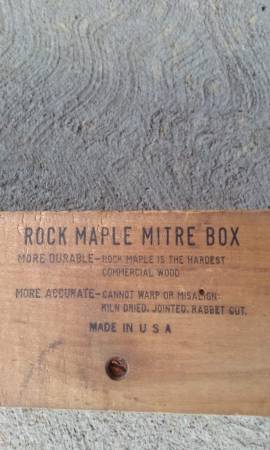 ROCK MAPLE MITRE BOX
MORE DURABLE–ROCK MAPLE IS THE HARDEST
COMMERCIAL WOOD
MORE ACCURATE–CANNOT WARP OR MISALIGN:
KILN DRIED, JOINTED, RABBET CUT.
MADE IN U S A